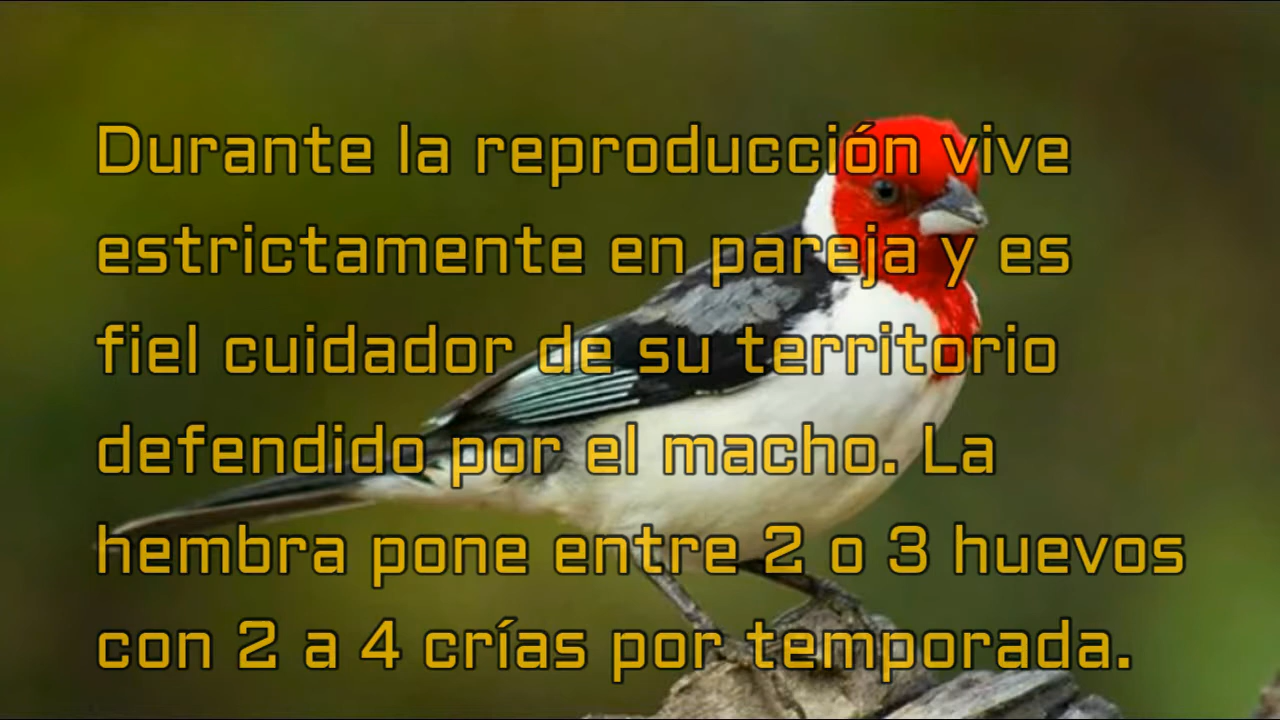 Durante la reproducción vive
estrictamente en pareja y es
fiel cuidador de su territorio
defendido por el macho. La
hembra pone entre 2 o 3 huevos
con 2 a 4 crías por temporada.